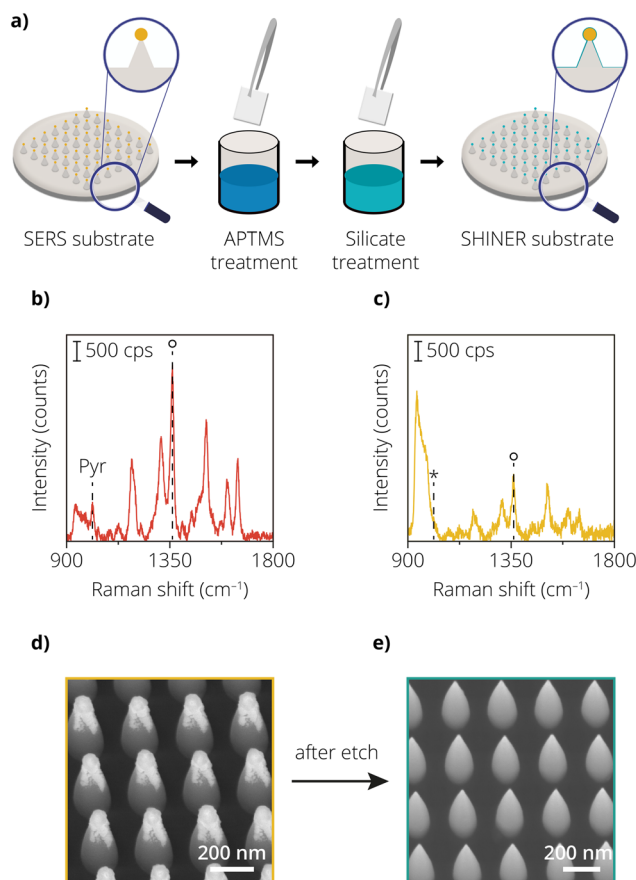 a)
SERS substrate
APTMS
treatment
Silicate
treatment
SHINER substrate
b)
500 cps
Pyr
Intensity (counts)
900
1350
1800
Raman shift (cm⁻¹)
c)
500 cps
*
Intensity (counts)
900
1350
1800
Raman shift (cm⁻¹)
d)
200 nm
after etch
e)
200 nm